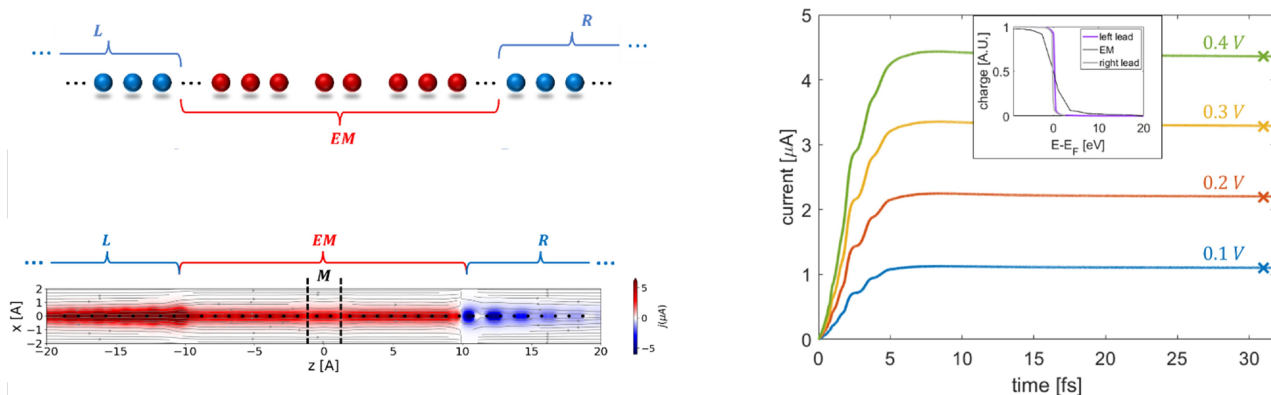 L
R
... ...
... ... ... ...
EM
L
EM
R
... ...
M
x [A]
2
1
0
-1
-2
-20
-15
-10
-5
0
5
10
15
20
z [A]
5
0
-5
j(μA)
current [μA]
5
4
3
2
1
0
0
5
10
15
20
25
30
time [fs]
0.4 V
0.3 V
0.2 V
0.1 V
charge [A.U.]
1
0.5
0
0
10
20
E-EF [eV]
left lead
EM
right lead